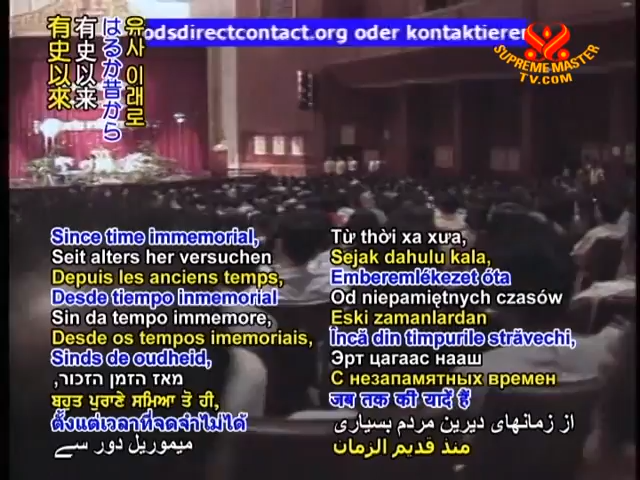 유사 이래로
はるか昔から
有史以来
有史以來
odsdirectcontact.org oder kontaktieren
SUPREME MASTER
TV.COM
Since time immemorial,
Seit alters her versuchen
Depuis les anciens temps,
Desde tiempo inmemorial
Sin da tempo immemore,
Desde os tempos imemoriais,
Sinds de oudheid,
מאז הזמן הזכור,
ਬਹੁਤ ਪੁਰਾਣੇ ਸਮਿਆ ਤੋ ਹੀ,
ตั้งแต่เวลาที่จดจำไม่ได้
میموریل دور سے
Từ thời xa xưa,
Sejak dahulu kala,
Emberemlékezet óta
Od niepamiętnych czasów
Eski zamanlardan
Încă din timpurile străvechi,
Эрт цагаас нааш
С незапамятных времен
जब तक की यादें हैं
از زمانهای دیرین مردم بسیاری
منذ قديم الزمان